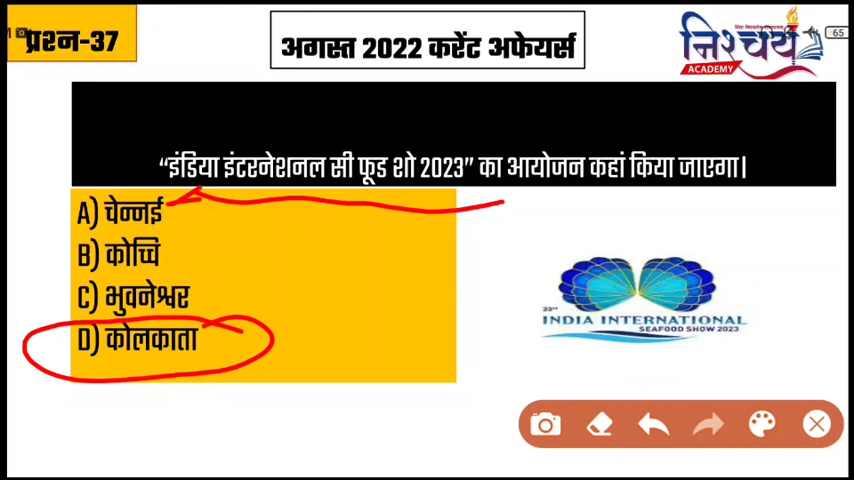 प्रश्न-37
अगस्त 2022 करेंट अफेयर्स
निश्चय
ACADEMY
65
“इंडिया इंटरनेशनल सी फूड शो 2023” का आयोजन कहां किया जाएगा।
A) चेन्नई
B) कोच्चि
C) भुवनेश्वर
D) कोलकाता
23rd
INDIA INTERNATIONAL
SEAFOOD SHOW 2023